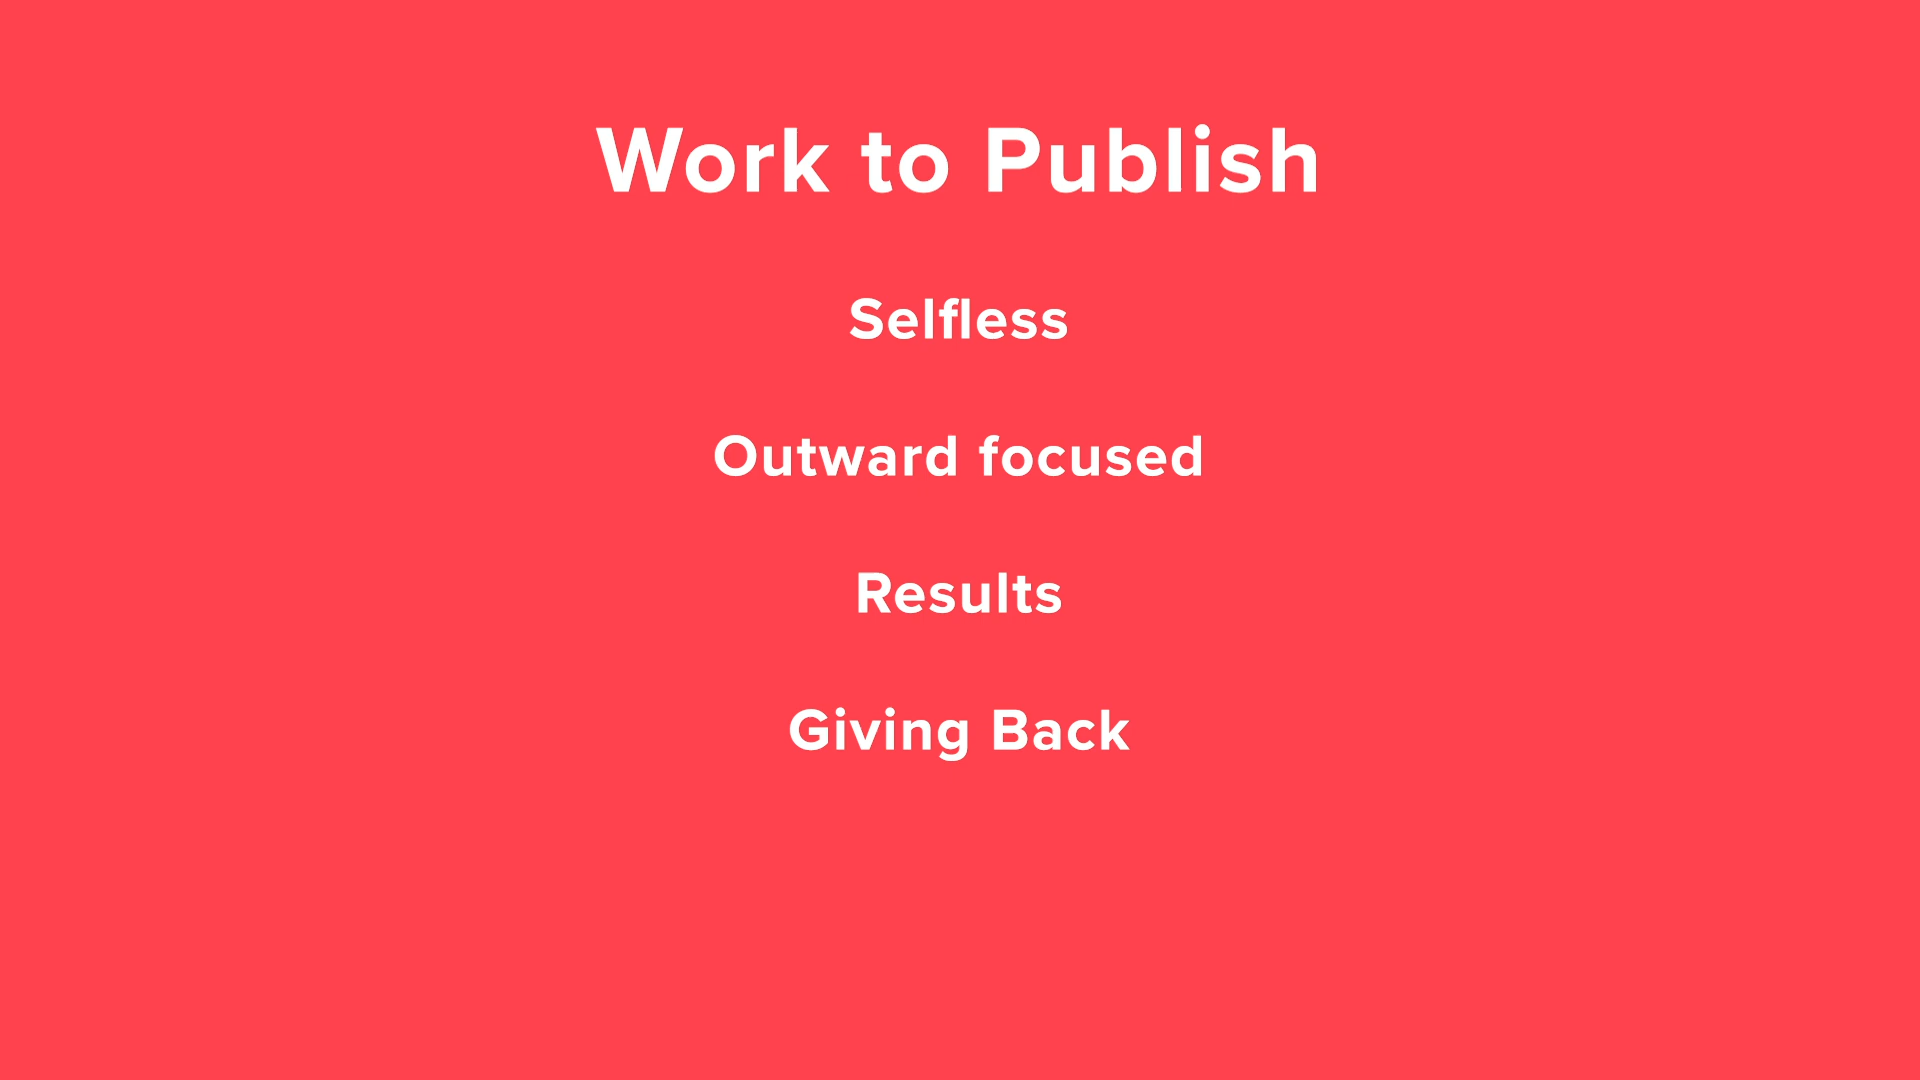 Work to Publish
Selfless
Outward focused
Results
Giving Back